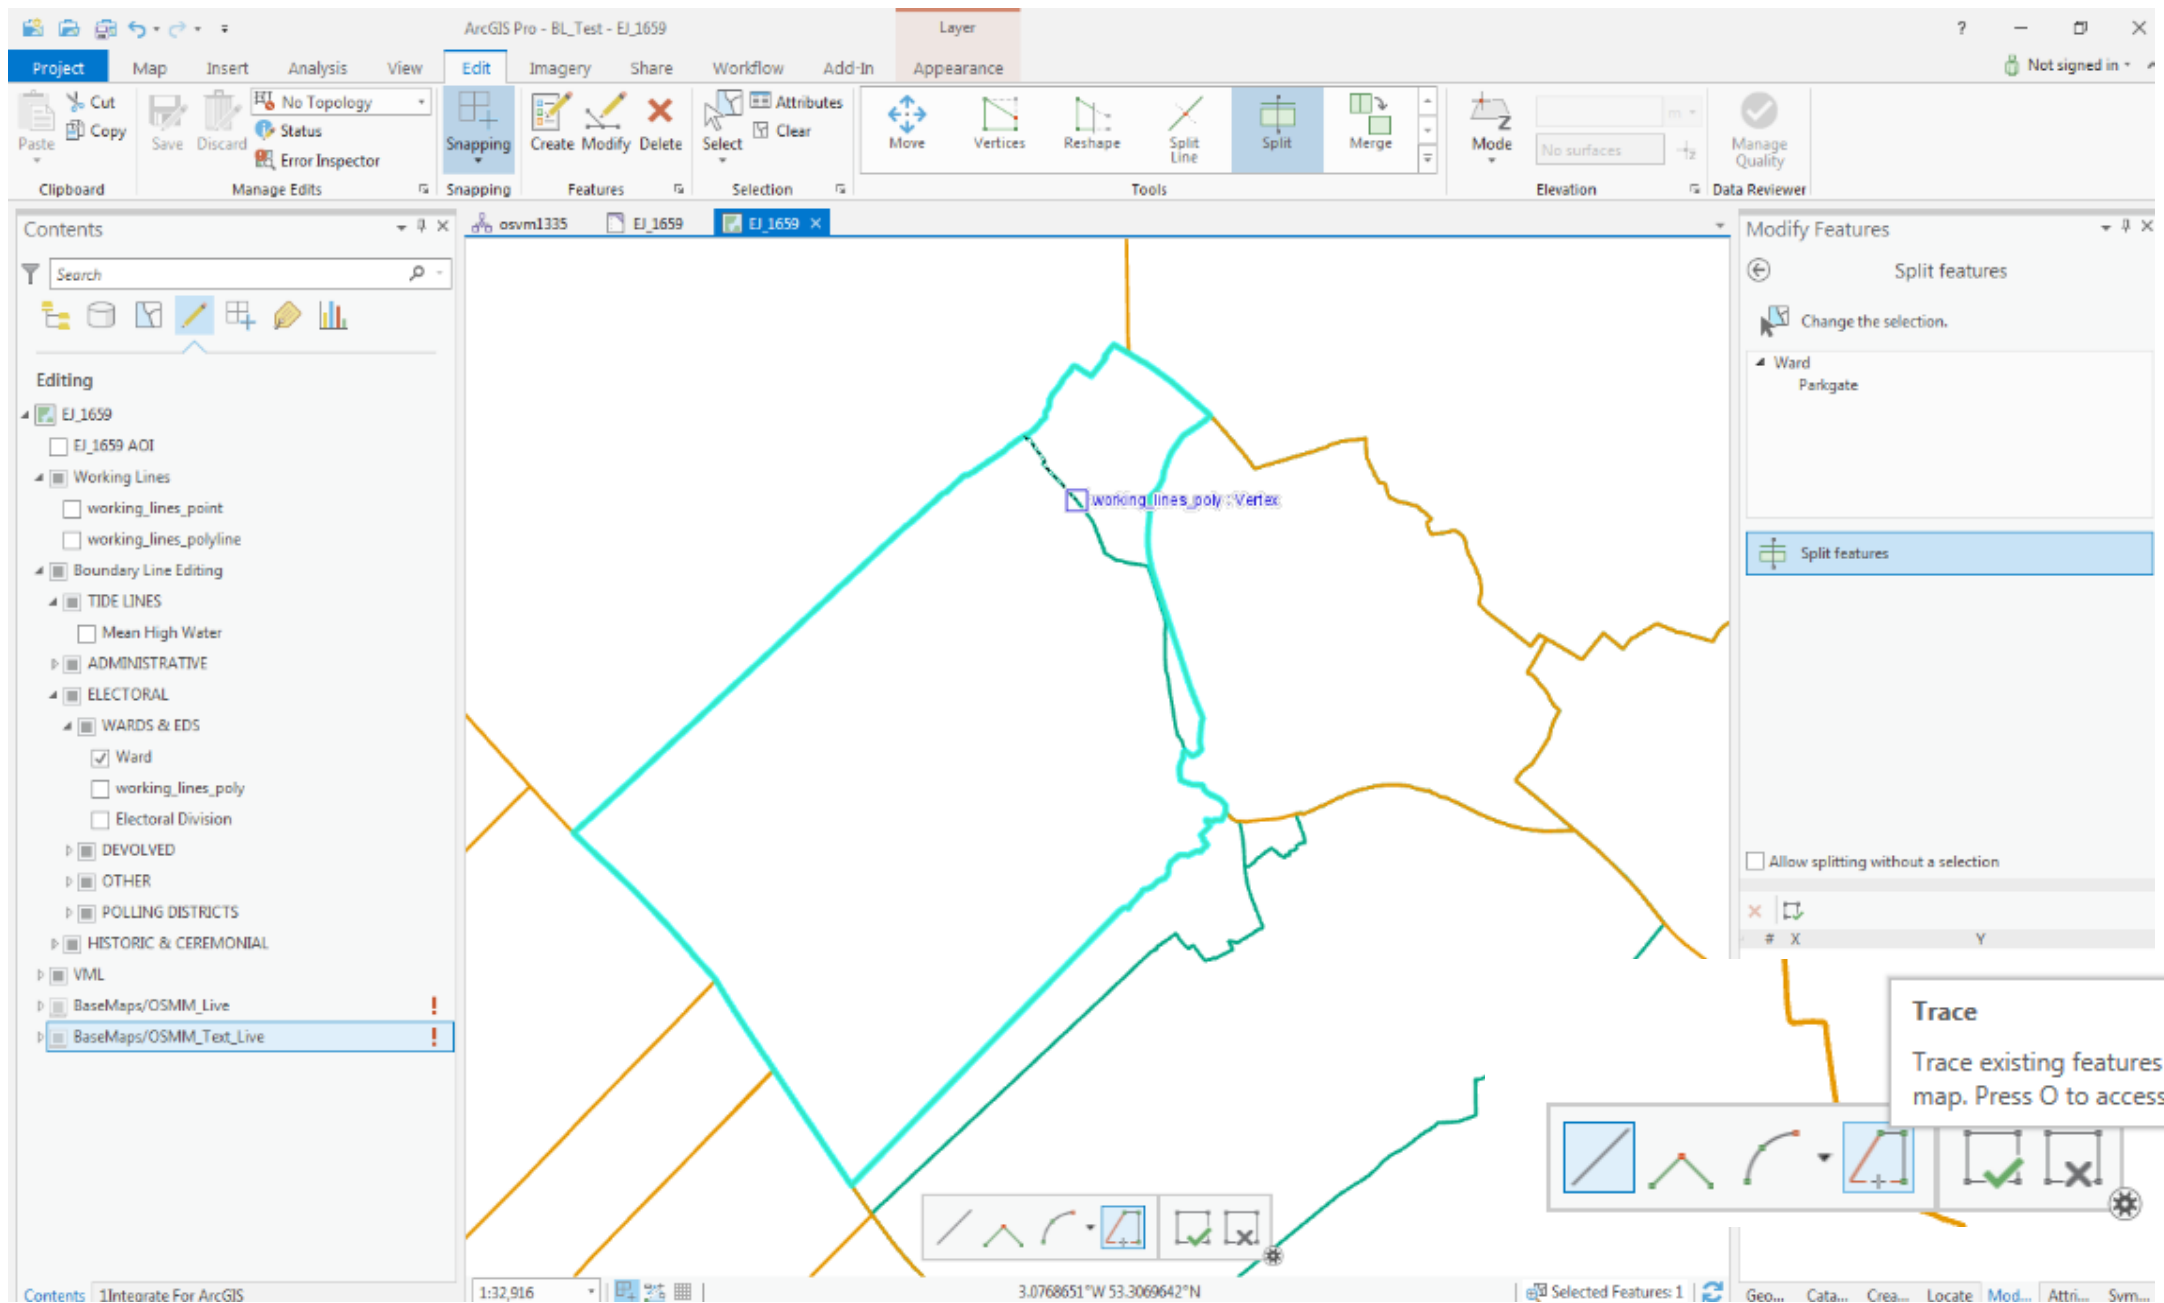 ArcGIS Pro - BL_Test - EJ_1659
Layer
?
Project Map Insert Analysis View Edit Imagery Share Workflow Add-In Appearance
Not signed in
Paste
Cut
Copy
Clipboard
Save
Discard
No Topology
Status
Error Inspector
Manage Edits
Snapping
Snapping
Create Modify Delete
Features
Select
Attributes
Clear
Selection
Move
Vertices
Reshape
Split Line
Split
Merge
Tools
Mode
m
No surfaces
Elevation
Manage Quality
Data Reviewer
Contents
Search
Editing
EJ_1659
EJ_1659 AOI
Working Lines
working_lines_point
working_lines_polyline
Boundary Line Editing
TIDE LINES
Mean High Water
ADMINISTRATIVE
ELECTORAL
WARDS & EDS
Ward
working_lines_poly
Electoral Division
DEVOLVED
OTHER
POLLING DISTRICTS
HISTORIC & CEREMONIAL
VML
BaseMaps/OSMM_Live !
BaseMaps/OSMM_Text_Live !
Contents 1Integrate For ArcGIS
osvm1335 EJ_1659 EJ_1659
working_lines_poly : Vertex
1:32,916
3.0768651°W 53.3069642°N
Selected Features: 1
Modify Features
Split features
Change the selection.
Ward
Parkgate
Split features
Allow splitting without a selection
# X Y
Trace
Trace existing features
map. Press O to access
Geo... Cata... Crea... Locate Mod... Attri... Sym...